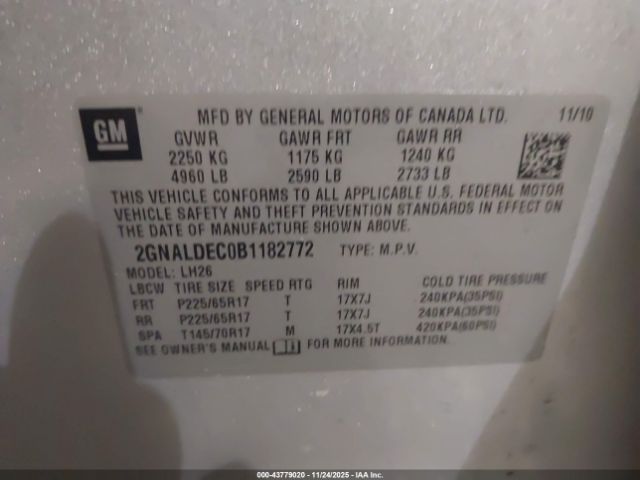 GM
MFD BY GENERAL MOTORS OF CANADA LTD. 11/10
GVWR GAWR FRT GAWR RR
2250 KG 1175 KG 1240 KG
4960 LB 2590 LB 2733 LB
THIS VEHICLE CONFORMS TO ALL APPLICABLE U.S. FEDERAL MOTOR
VEHICLE SAFETY AND THEFT PREVENTION STANDARDS IN EFFECT ON
THE DATE OF MANUFACTURE SHOWN ABOVE.
2GNALDEC0B1182772 TYPE: M.P.V.
MODEL: LH26
LBCW TIRE SIZE SPEED RTG RIM COLD TIRE PRESSURE
FRT P225/65R17 T 17X7J 240KPA(35PSI)
RR P225/65R17 T 17X7J 240KPA(35PSI)
SPA T145/70R17 M 17X4.5T 420KPA(60PSI)
SEE OWNER'S MANUAL FOR MORE INFORMATION.
000-43779020 - 11/24/2025 - IAA Inc.